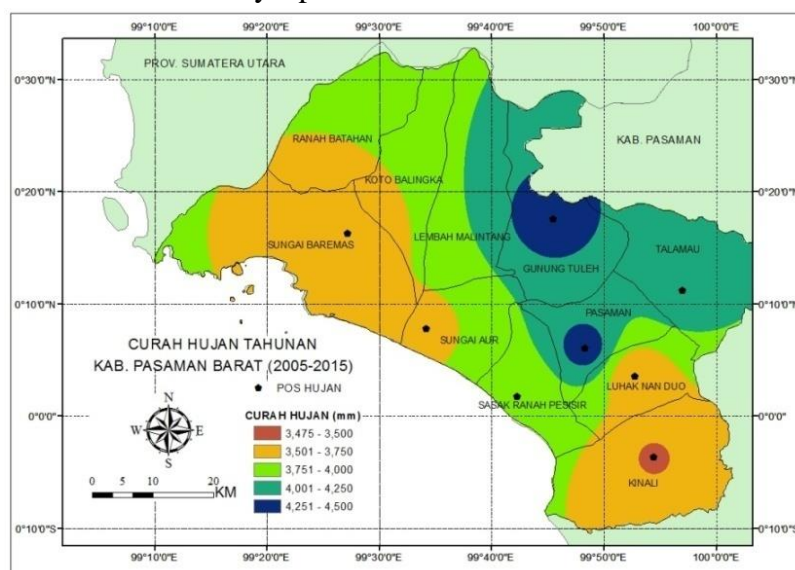 99°10'0"E 99°20'0"E 99°30'0"E 99°40'0"E 99°50'0"E 100°0'0"E
0°30'0"N 0°30'0"N
PROV. SUMATERA UTARA
KAB. PASAMAN
RANAH BATAHAN
KOTO BALINGKA
0°20'0"N 0°20'0"N
LEMBAH MALINTANG
SUNGAI BAREMAS
TALAMAU
GUNUNG TULEH
0°10'0"N 0°10'0"N
PASAMAN
SUNGAI AUR
CURAH HUJAN TAHUNAN
KAB. PASAMAN BARAT (2005-2015)
POS HUJAN
LUHAK NAN DUO
SASAK RANAH PESISIR
0°0'0" 0°0'0"
N
W E
S
CURAH HUJAN (mm)
3,475 - 3,500
3,501 - 3,750
3,751 - 4,000
4,001 - 4,250
4,251 - 4,500
0 5 10 20
KM
KINALI
0°10'0"S 0°10'0"S
99°10'0"E 99°20'0"E 99°30'0"E 99°40'0"E 99°50'0"E 100°0'0"E